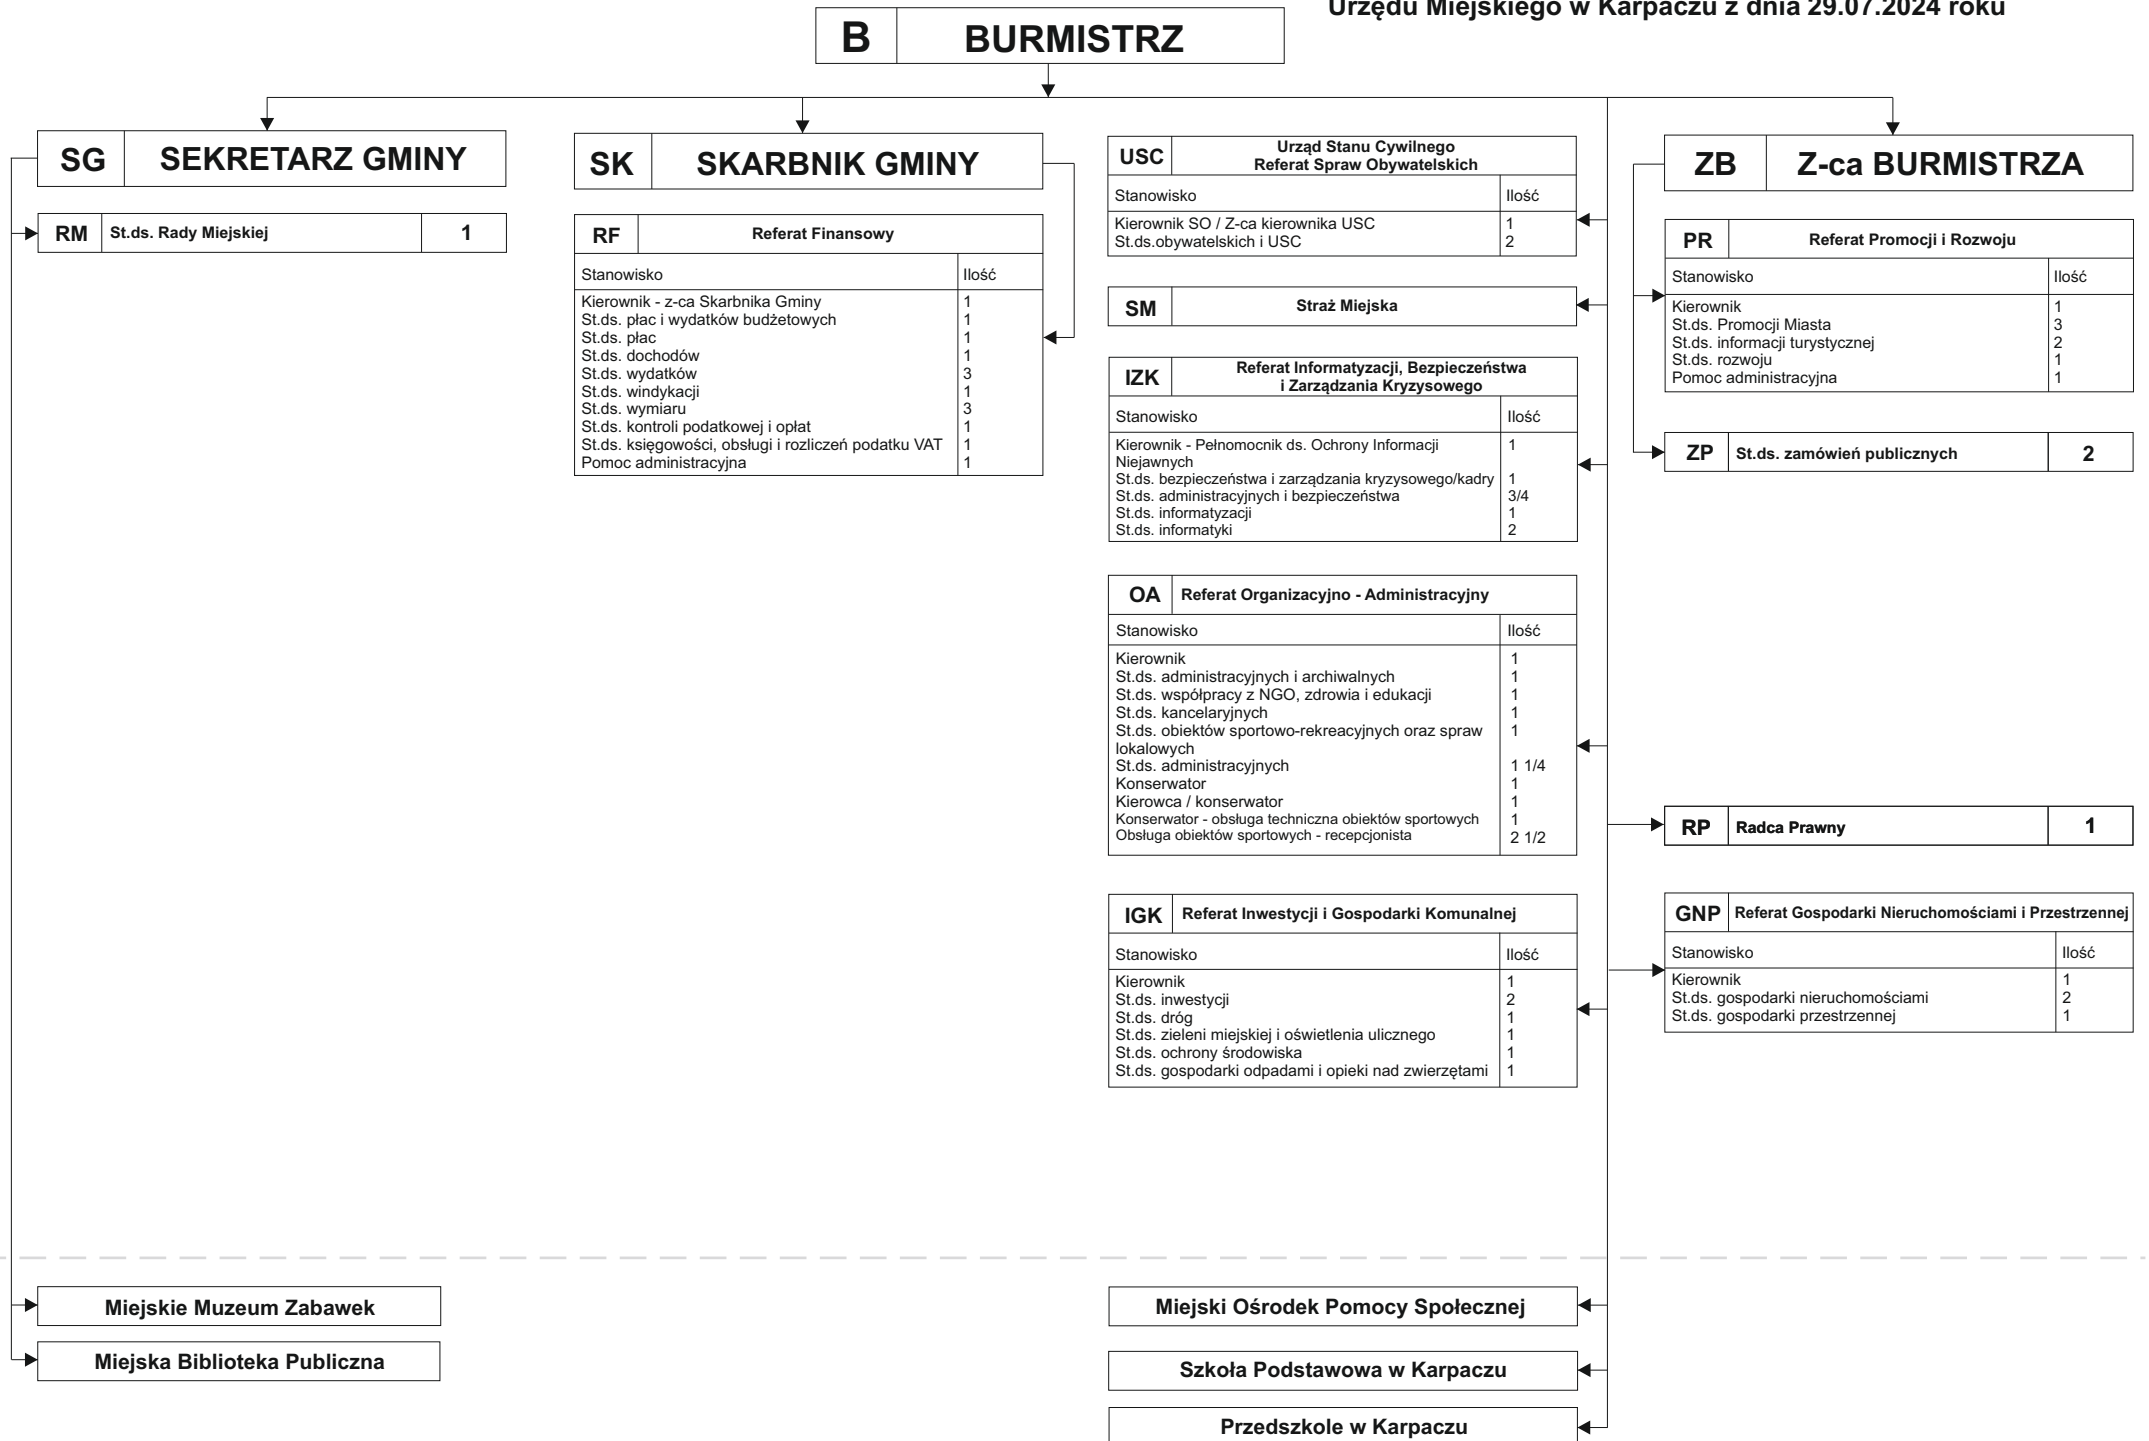 Urzędu Miejskiego w Karpaczu z dnia 29.07.2024 roku
B BURMISTRZ
SG SEKRETARZ GMINY
RM St.ds. Rady Miejskiej 1
SK SKARBNIK GMINY
RF Referat Finansowy
Stanowisko Ilość
Kierownik - z-ca Skarbnika Gminy 1
St.ds. płac i wydatków budżetowych 1
St.ds. płac 1
St.ds. dochodów 1
St.ds. wydatków 3
St.ds. windykacji 1
St.ds. wymiaru 3
St.ds. kontroli podatkowej i opłat 1
St.ds. księgowości, obsługi i rozliczeń podatku VAT 1
Pomoc administracyjna 1
USC Urząd Stanu Cywilnego
Referat Spraw Obywatelskich
Stanowisko Ilość
Kierownik SO / Z-ca kierownika USC 1
St.ds.obywatelskich i USC 2
SM Straż Miejska
IZK Referat Informatyzacji, Bezpieczeństwa
i Zarządzania Kryzysowego
Stanowisko Ilość
Kierownik - Pełnomocnik ds. Ochrony Informacji 1
Niejawnych
St.ds. bezpieczeństwa i zarządzania kryzysowego/kadry 1
St.ds. administracyjnych i bezpieczeństwa 3/4
St.ds. informatyzacji 1
St.ds. informatyki 2
OA Referat Organizacyjno - Administracyjny
Stanowisko Ilość
Kierownik 1
St.ds. administracyjnych i archiwalnych 1
St.ds. współpracy z NGO, zdrowia i edukacji 1
St.ds. kancelaryjnych 1
St.ds. obiektów sportowo-rekreacyjnych oraz spraw 1
lokalowych
St.ds. administracyjnych 1 1/4
Konserwator 1
Kierowca / konserwator 1
Konserwator - obsługa techniczna obiektów sportowych 1
Obsługa obiektów sportowych - recepcjonista 2 1/2
IGK Referat Inwestycji i Gospodarki Komunalnej
Stanowisko Ilość
Kierownik 1
St.ds. inwestycji 2
St.ds. dróg 1
St.ds. zieleni miejskiej i oświetlenia ulicznego 1
St.ds. ochrony środowiska 1
St.ds. gospodarki odpadami i opieki nad zwierzętami 1
ZB Z-ca BURMISTRZA
PR Referat Promocji i Rozwoju
Stanowisko Ilość
Kierownik 1
St.ds. Promocji Miasta 3
St.ds. informacji turystycznej 2
St.ds. rozwoju 1
Pomoc administracyjna 1
ZP St.ds. zamówień publicznych 2
RP Radca Prawny 1
GNP Referat Gospodarki Nieruchomościami i Przestrzennej
Stanowisko Ilość
Kierownik 1
St.ds. gospodarki nieruchomościami 2
St.ds. gospodarki przestrzennej 1
Miejskie Muzeum Zabawek
Miejska Biblioteka Publiczna
Miejski Ośrodek Pomocy Społecznej
Szkoła Podstawowa w Karpaczu
Przedszkole w Karpaczu